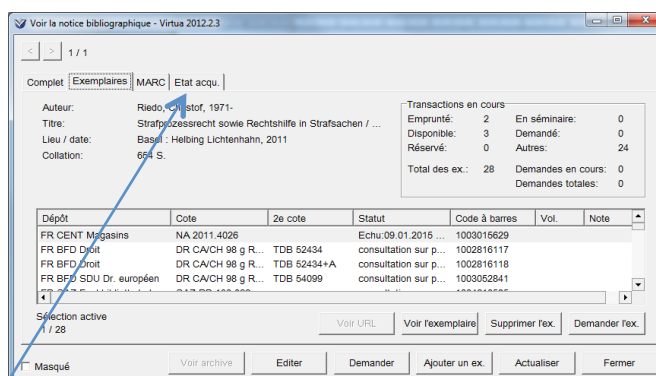 Voir la notice bibliographique - Virtua 2012.2.3
< > 1 / 1
Complet Exemplaires MARC Etat acqu.
Auteur: Riedo, Christof, 1971-
Titre: Strafprozessrecht sowie Rechtshilfe in Strafsachen / ...
Lieu / date: Basel : Helbing Lichtenhahn, 2011
Collation: 654 S.
Transactions en cours
Emprunté: 2 En séminaire: 0
Disponible: 3 Demandé: 0
Réservé: 0 Autres: 24
Total des ex.: 28 Demandes en cours: 0
Demandes totales: 0
Dépôt Cote 2e cote Statut Code à barres Vol. Note
FR CENT Magasins NA 2011.4026 Echu:09.01.2015 ... 1003015629
FR BFD Droit DR CA/CH 98 g R... TDB 52434 consultation sur p... 1002816117
FR BFD Droit DR CA/CH 98 g R... TDB 52434+A consultation sur p... 1002816118
FR BFD SDU Dr. européen DR CA/CH 98 g R... TDB 54099 consultation sur p... 1003052841
Sélection active
1 / 28
Voir URL Voir l'exemplaire Supprimer l'ex. Demander l'ex.
Masqué Voir archive Editer Demander Ajouter un ex. Actualiser Fermer